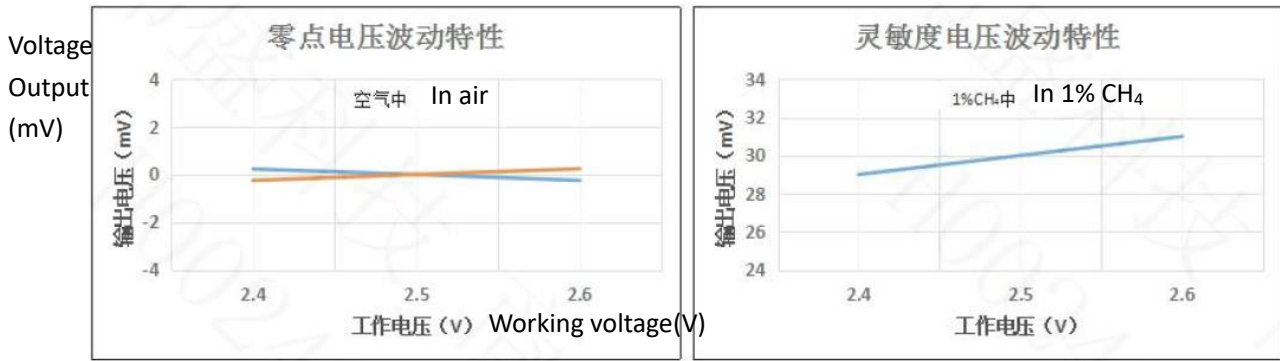 Voltage
Output
(mV)
零点电压波动特性
空气中 In air
输出电压（mV）
4
2
0
-2
-4
2.4 2.5 2.6
工作电压（V） Working voltage(V)
灵敏度电压波动特性
1%CH₄中 In 1% CH₄
输出电压（mV）
34
32
30
28
26
24
2.4 2.5 2.6
工作电压（V）